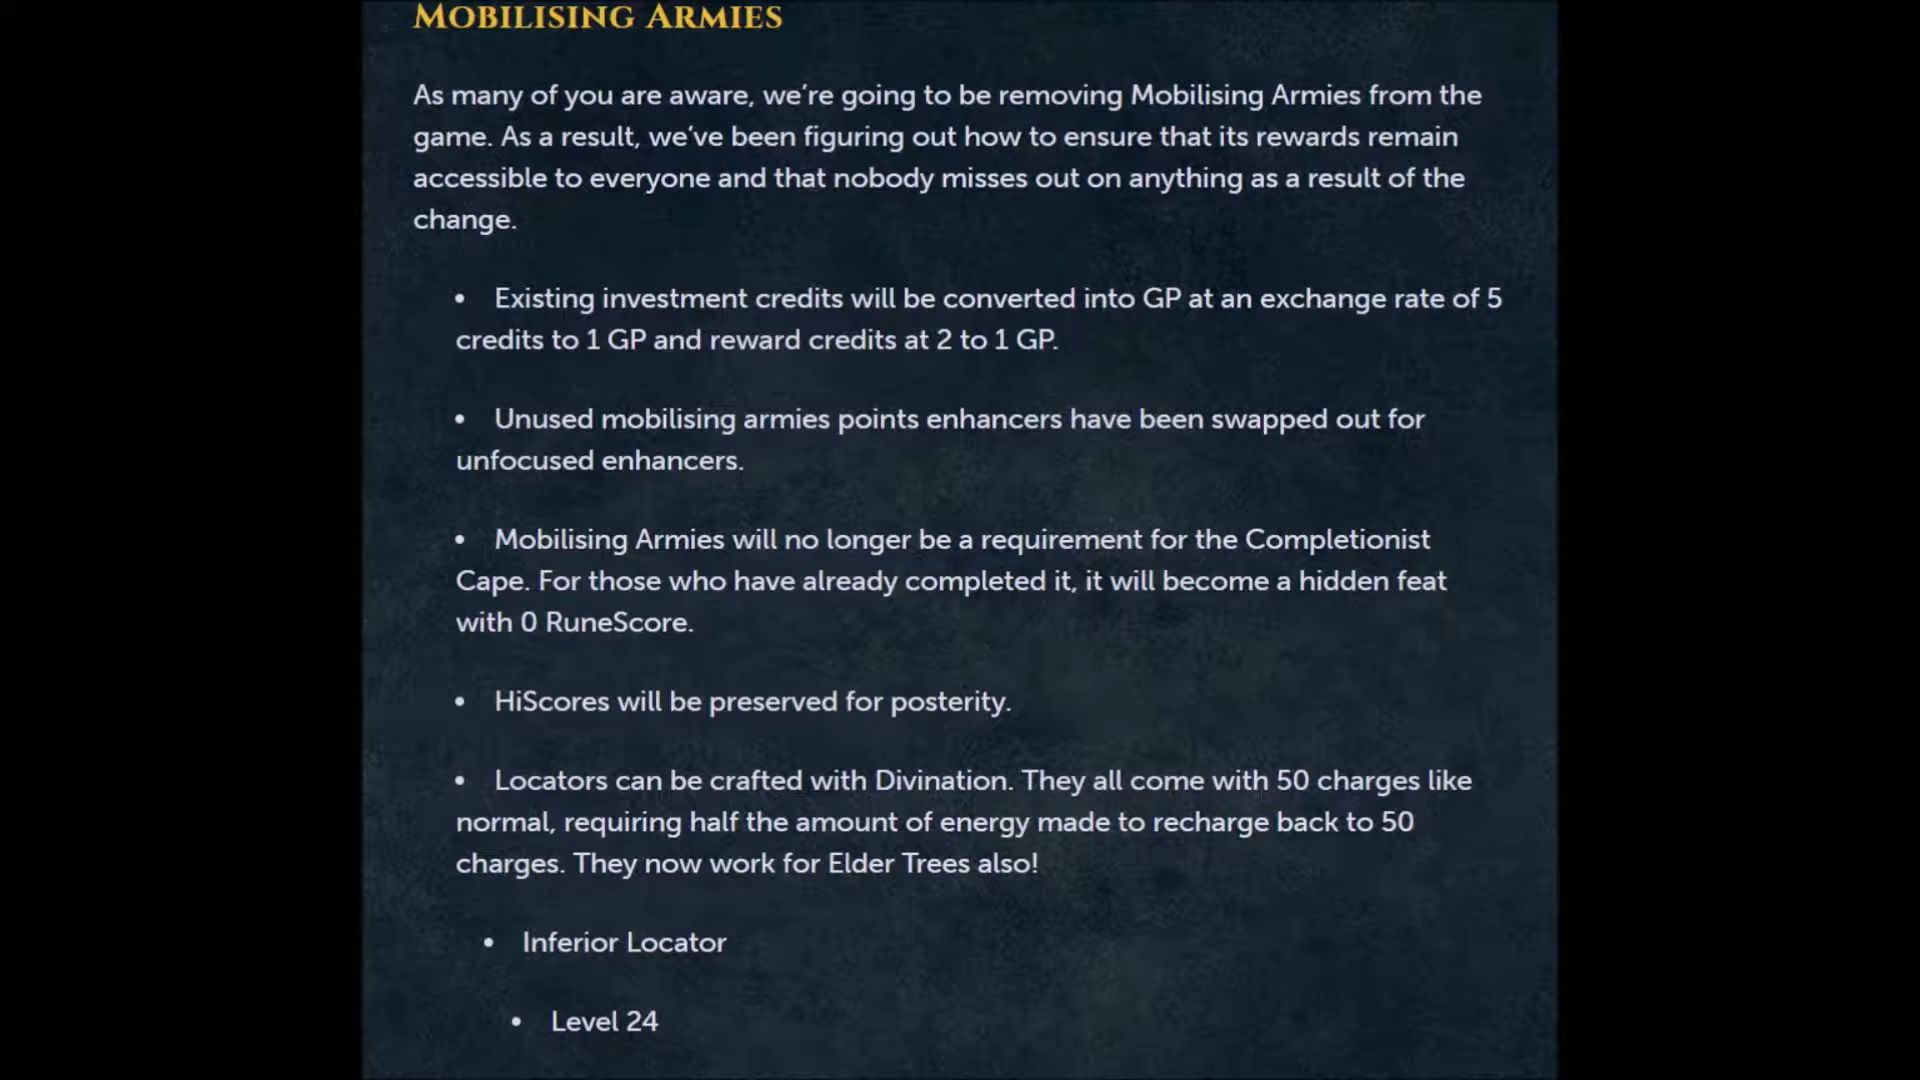 MOBILISING ARMIES
As many of you are aware, we're going to be removing Mobilising Armies from the
game. As a result, we've been figuring out how to ensure that its rewards remain
accessible to everyone and that nobody misses out on anything as a result of the
change.
• Existing investment credits will be converted into GP at an exchange rate of 5
credits to 1 GP and reward credits at 2 to 1 GP.
• Unused mobilising armies points enhancers have been swapped out for
unfocused enhancers.
• Mobilising Armies will no longer be a requirement for the Completionist
Cape. For those who have already completed it, it will become a hidden feat
with 0 RuneScore.
• HiScores will be preserved for posterity.
• Locators can be crafted with Divination. They all come with 50 charges like
normal, requiring half the amount of energy made to recharge back to 50
charges. They now work for Elder Trees also!
• Inferior Locator
• Level 24